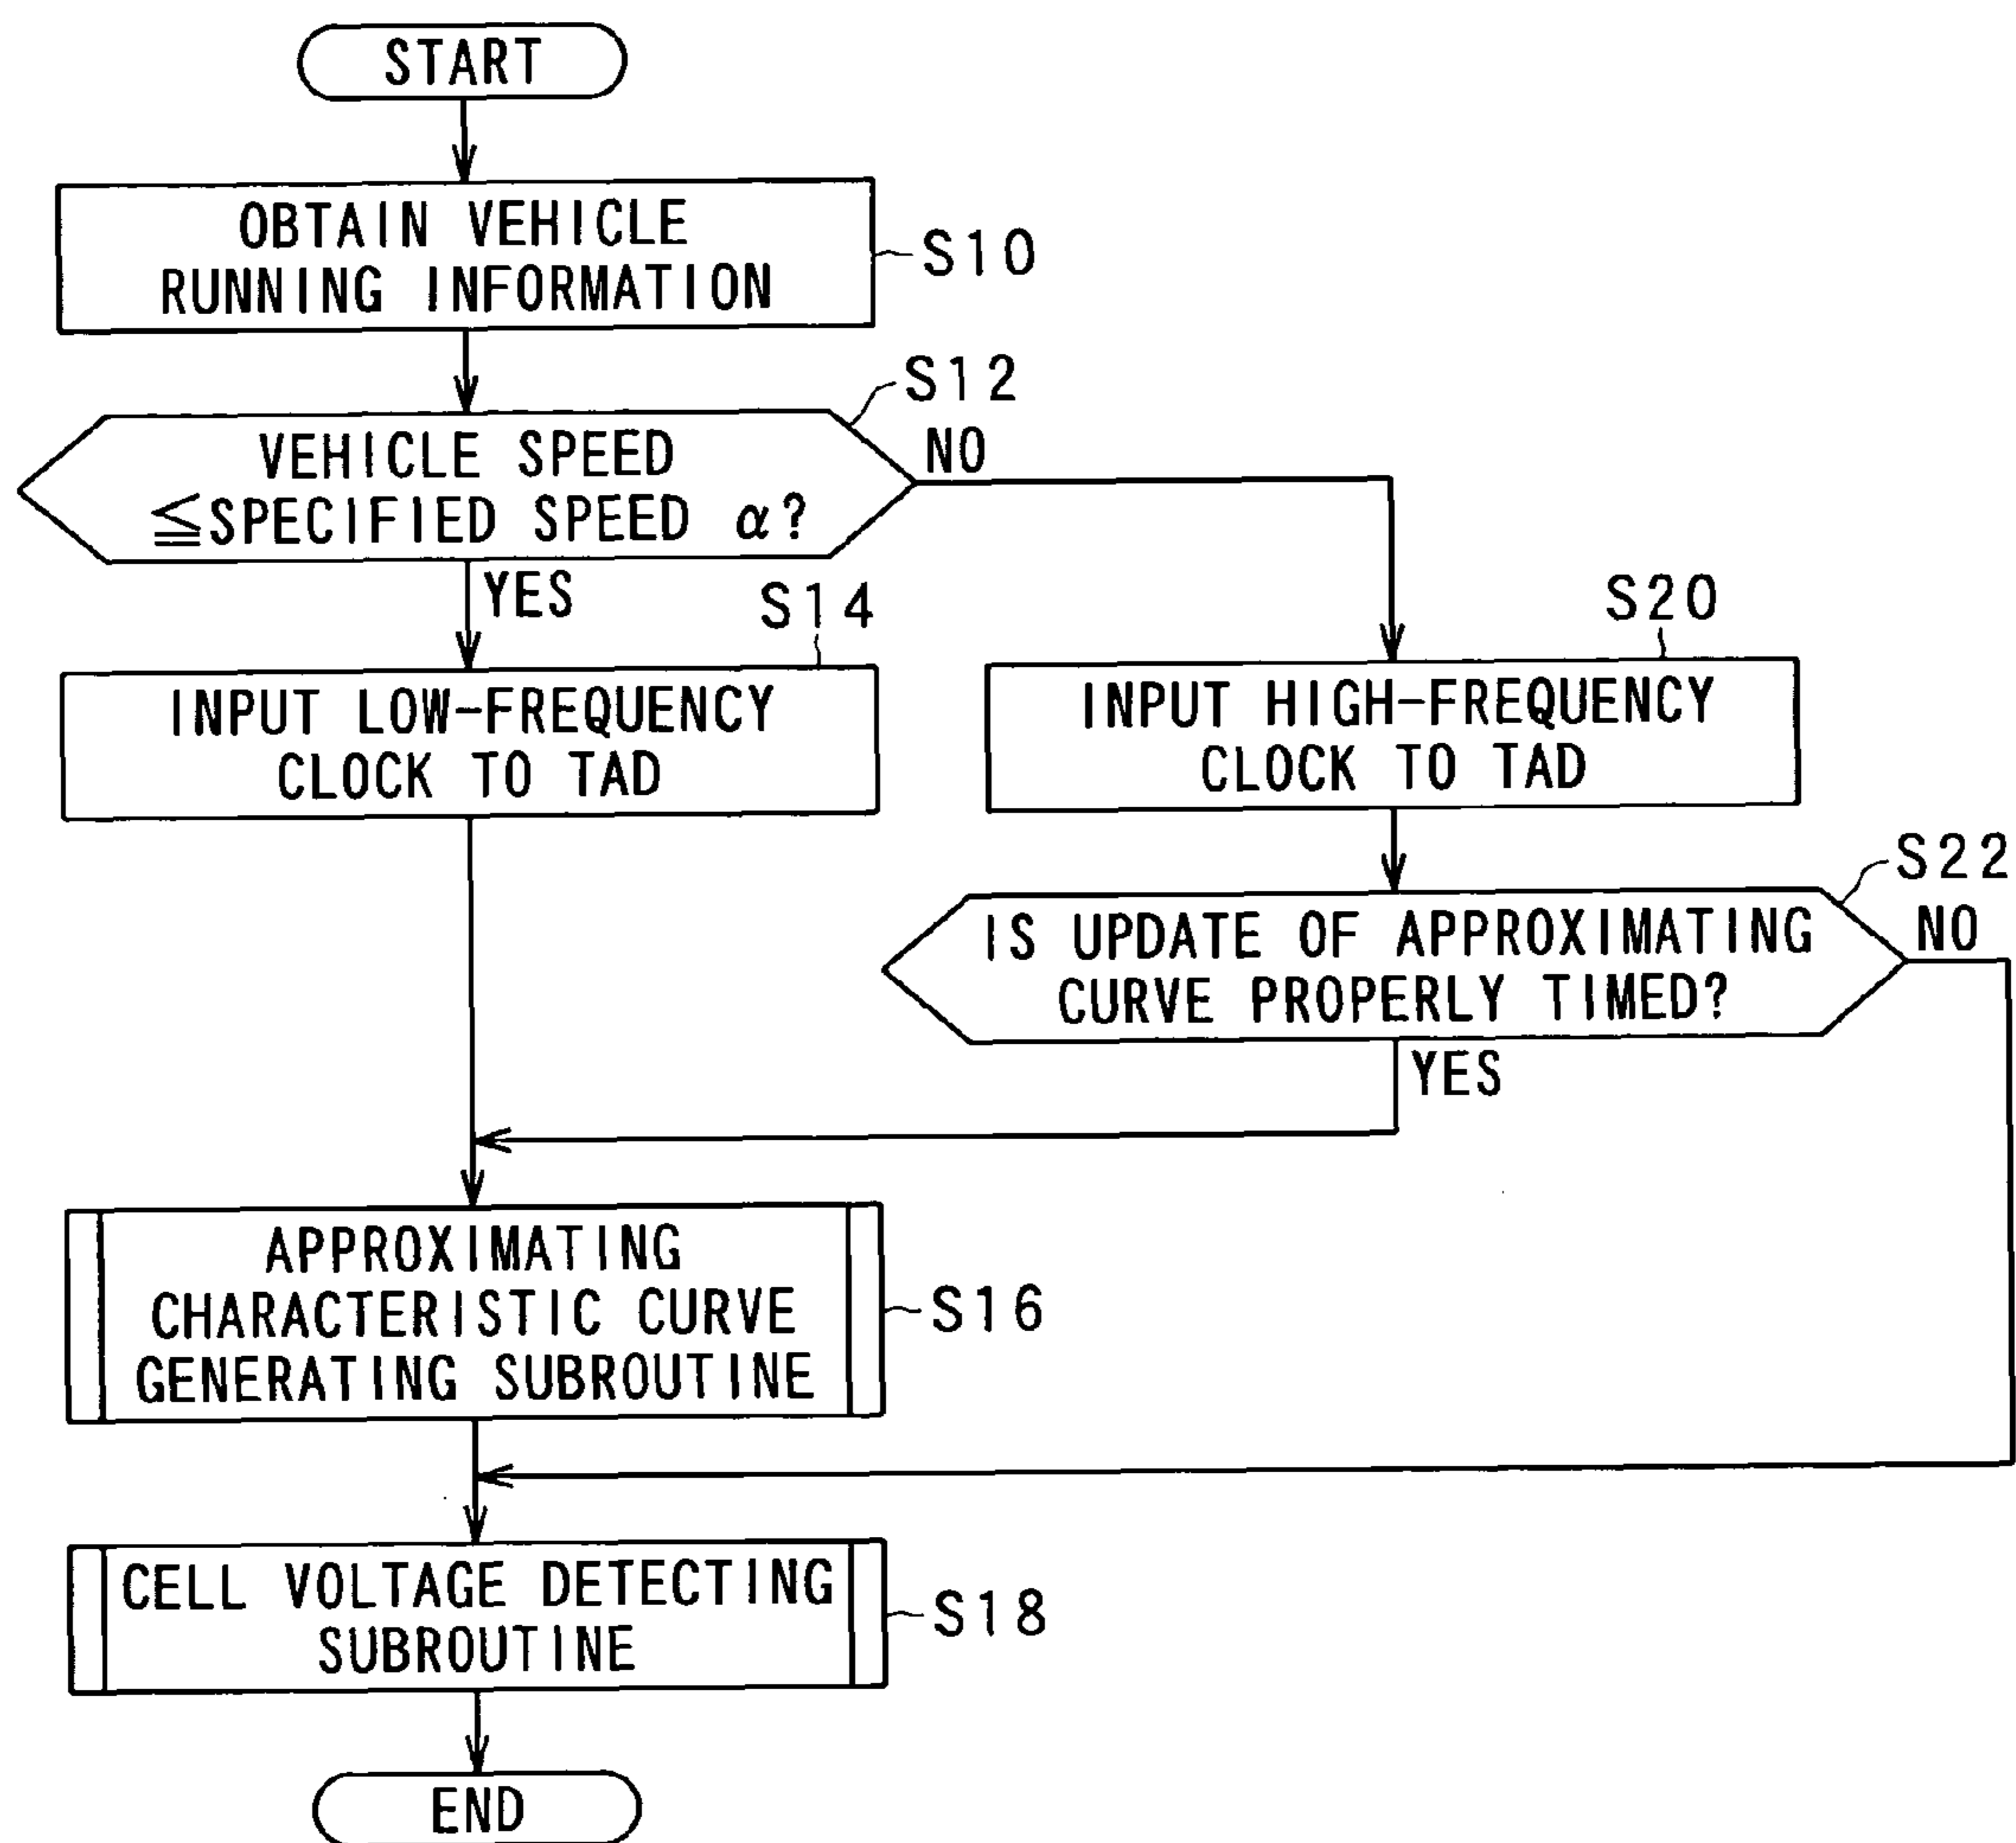 START
OBTAIN VEHICLE
RUNNING INFORMATION
S10
S12
VEHICLE SPEED
≦SPECIFIED SPEED α?
NO
YES
S14
INPUT LOW-FREQUENCY
CLOCK TO TAD
S20
INPUT HIGH-FREQUENCY
CLOCK TO TAD
S22
IS UPDATE OF APPROXIMATING
CURVE PROPERLY TIMED?
NO
YES
APPROXIMATING
CHARACTERISTIC CURVE
GENERATING SUBROUTINE
S16
CELL VOLTAGE DETECTING
SUBROUTINE
S18
END